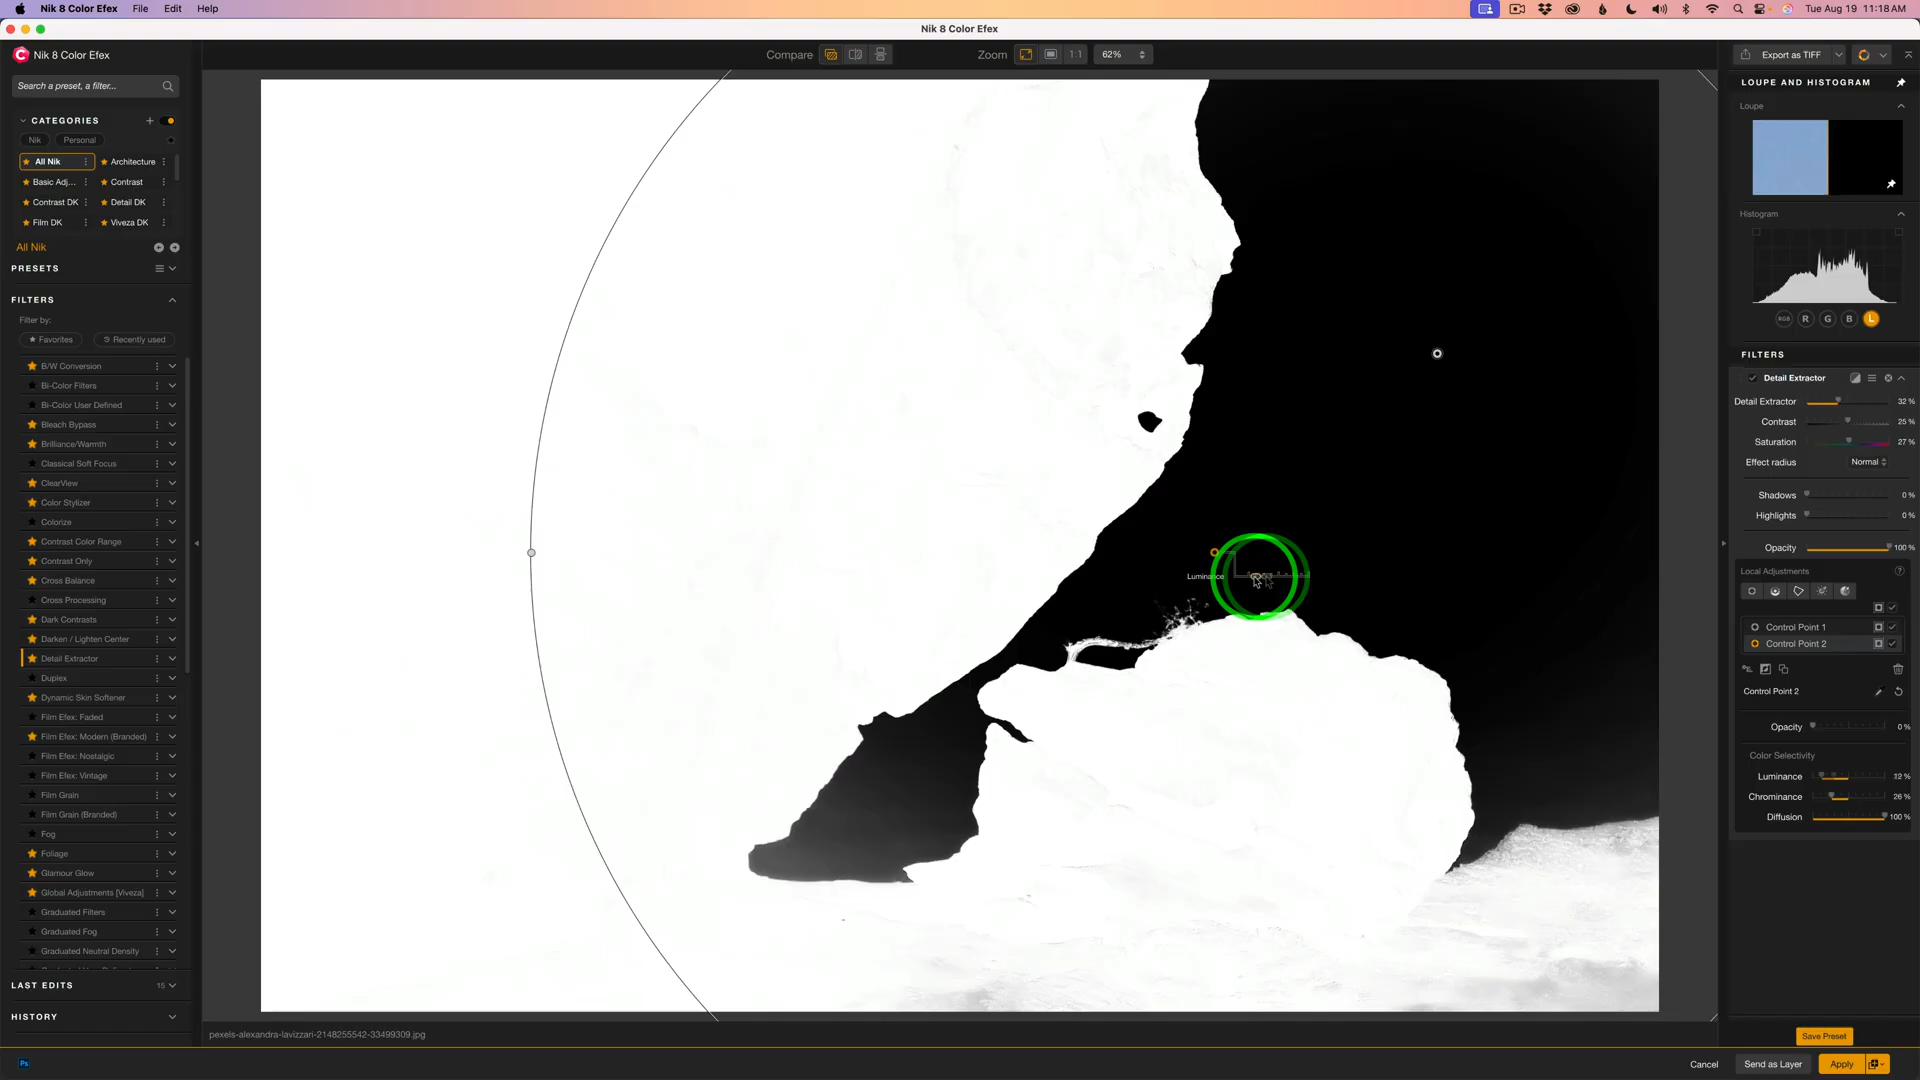 Nik 8 Color Efex File Edit Help
Tue Aug 19 11:18 AM
Nik 8 Color Efex
Nik 8 Color Efex
Compare
Zoom
1:1
62%
Export as TIFF
Search a preset, a filter...
CATEGORIES
Nik Personal
All Nik Architecture
Basic Adj... Contrast
Contrast DK Detail DK
Film DK Viveza DK
All Nik
PRESETS
FILTERS
Filter by:
Favorites Recently used
B/W Conversion
Bi-Color Filters
Bi-Color User Defined
Bleach Bypass
Brilliance/Warmth
Classical Soft Focus
ClearView
Color Stylizer
Colorize
Contrast Color Range
Contrast Only
Cross Balance
Cross Processing
Dark Contrasts
Darken / Lighten Center
Detail Extractor
Duplex
Dynamic Skin Softener
Film Efex: Faded
Film Efex: Modern (Branded)
Film Efex: Nostalgic
Film Efex: Vintage
Film Grain
Film Grain (Branded)
Fog
Foliage
Glamour Glow
Global Adjustments [Viveza]
Graduated Filters
Graduated Fog
Graduated Neutral Density
LAST EDITS 15
HISTORY
Luminance
pexels-alexandra-lavizzari-2148255542-33499309.jpg
LOUPE AND HISTOGRAM
Loupe
Histogram
RGB R G B L
FILTERS
Detail Extractor
Detail Extractor 32 %
Contrast 25 %
Saturation 27 %
Effect radius Normal
Shadows 0 %
Highlights 0 %
Opacity 100 %
Local Adjustments
Control Point 1
Control Point 2
Control Point 2
Opacity 0 %
Color Selectivity
Luminance 12 %
Chrominance 26 %
Diffusion 100 %
Save Preset
Ps
Cancel Send as Layer Apply